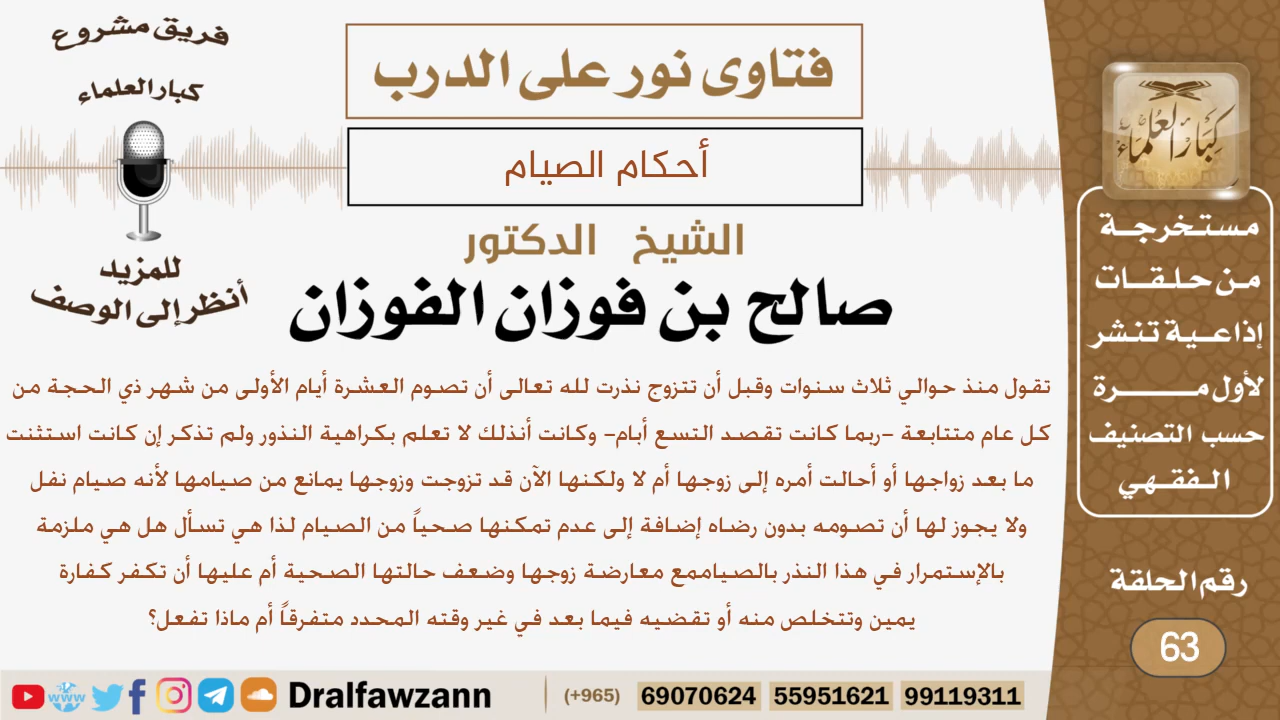 فريق مشروع
كبار العلماء
للمزيد
أنظر إلى الوصف
فتاوى نور على الدرب
أحكام الصيام
الشيخ الدكتور
صالح بن فوزان الفوزان
تقول منذ حوالي ثلاث سنوات وقبل أن تتزوج نذرت لله تعالى أن تصوم العشرة أيام الأولى من شهر ذي الحجة من
كل عام متتابعة -ربما كانت تقصد التسع أبام- وكانت أنذلك لا تعلم بكراهية النذور ولم تذكر إن كانت استثنت
ما بعد زواجها أو أحالت أمره إلى زوجها أم لا ولكنها الآن قد تزوجت وزوجها يمانع من صيامها لأنه صيام نفل
ولا يجوز لها أن تصومه بدون رضاه إضافة إلى عدم تمكنها صحياً من الصيام لذا هي تسأل هل هي ملزمة
بالإستمرار في هذا النذر بالصياممع معارضة زوجها وضعف حالتها الصحية أم عليها أن تكفر كفارة
يمين وتتخلص منه أو تقضيه فيما بعد في غير وقته المحدد متفرقاً أم ماذا تفعل؟
كبار العلماء
مستخرجة
من حلقات
إذاعية تنشر
لأول مرة
حسب التصنيف
الفقهي
رقم الحلقة
63
www
Dralfawzann
(+965) 69070624 55951621 99119311